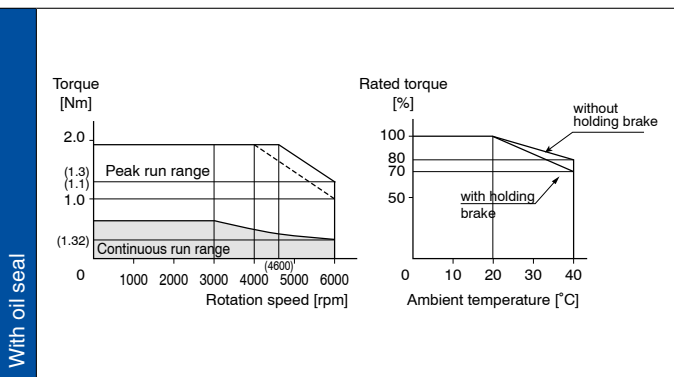 With oil seal
Torque
[Nm]
2.0
(1.3)
(1.1)
1.0
(1.32)
0
Peak run range
Continuous run range
(4600)
1000 2000 3000 4000 5000 6000
Rotation speed [rpm]
Rated torque
[%]
100
80
70
50
without
holding brake
with holding
brake
0 10 20 30 40
Ambient temperature [˚C]